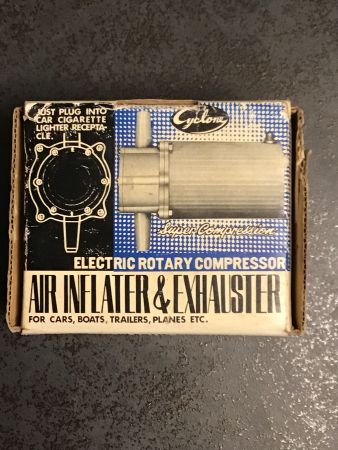 JUST PLUG INTO
CAR CIGARETTE
LIGHTER RECEPTA-
CLE.
Cyclone
Super Compression
ELECTRIC ROTARY COMPRESSOR
AIR INFLATER & EXHAUSTER
FOR CARS, BOATS, TRAILERS, PLANES ETC.